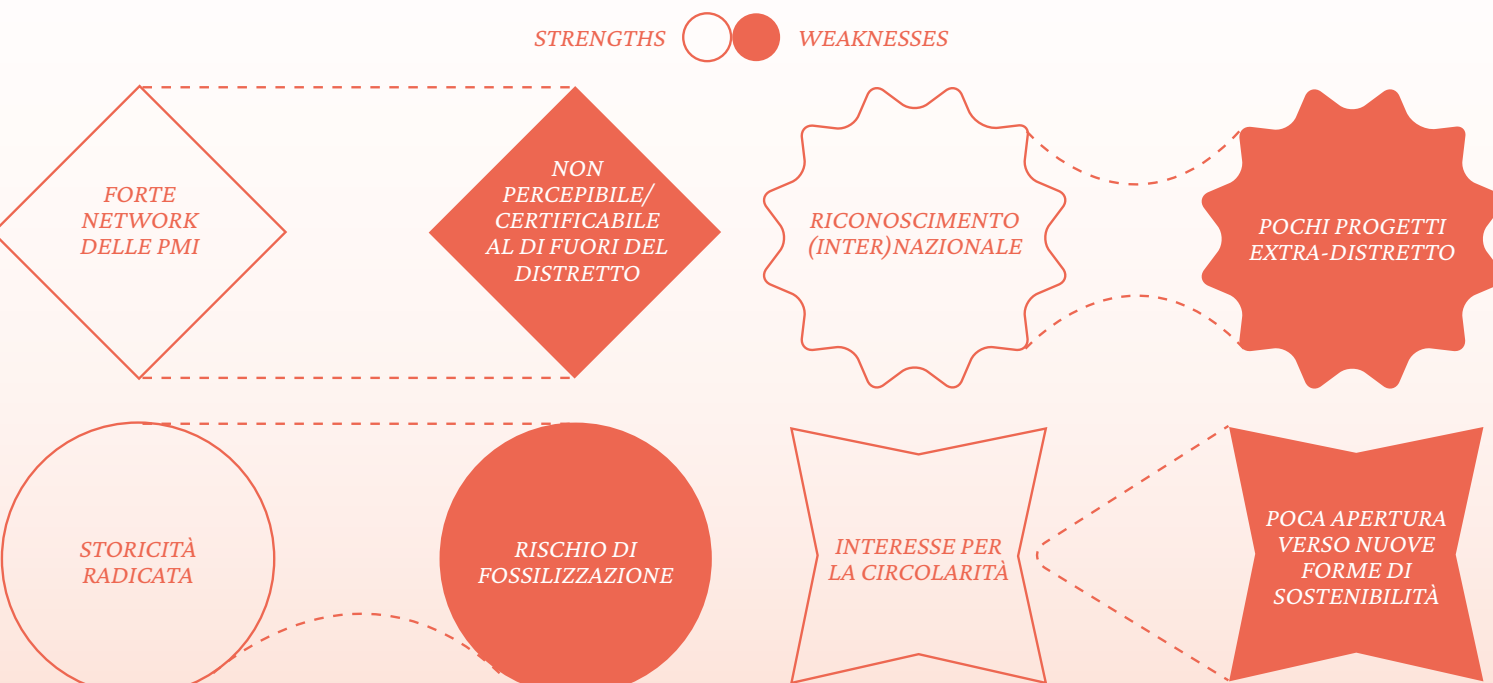 STRENGTHS
WEAKNESSES
FORTE
NETWORK
DELLE PMI
NON
PERCEPIBILE/
CERTIFICABILE
AL DI FUORI DEL
DISTRETTO
RICONOSCIMENTO
(INTER)NAZIONALE
POCHI PROGETTI
EXTRA-DISTRETTO
STORICITÀ
RADICATA
RISCHIO DI
FOSSILIZZAZIONE
INTERESSE PER
LA CIRCOLARITÀ
POCA APERTURA
VERSO NUOVE
FORME DI
SOSTENIBILITÀ